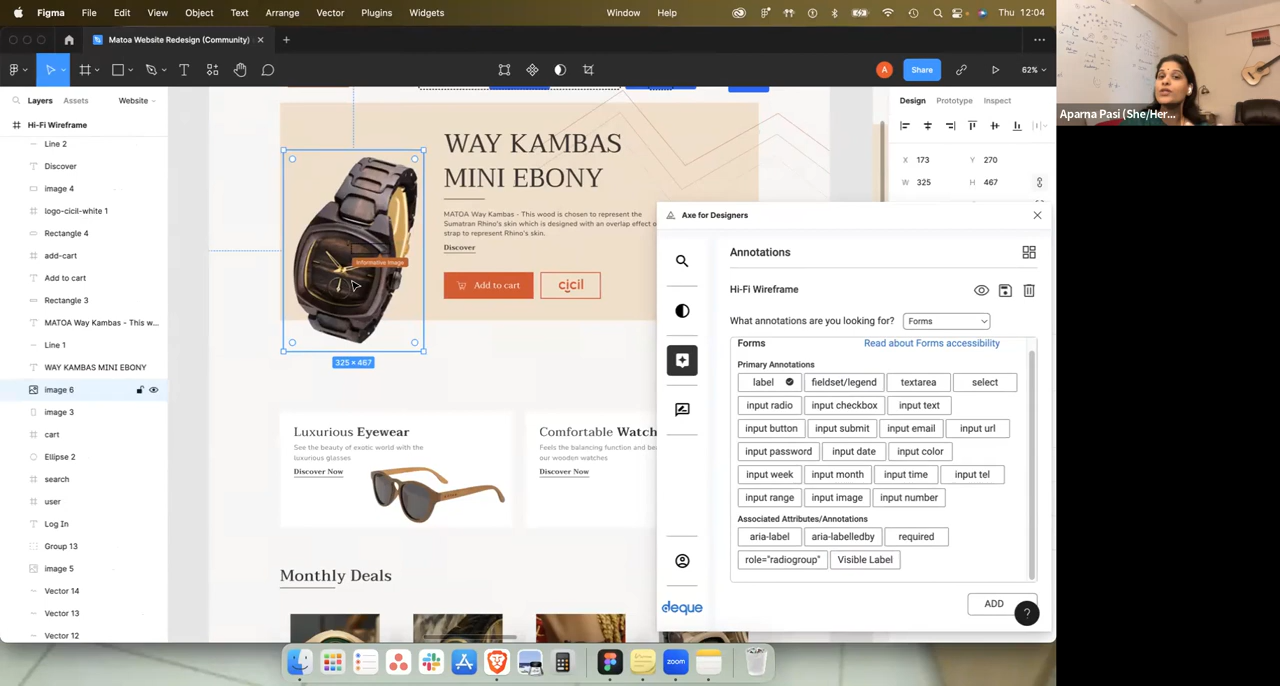 Figma File Edit View Object Text Arrange Vector Plugins Widgets Window Help Thu 12:04
Matoa Website Redesign (Community)
A Share 62%
Layers Assets Website
Hi-Fi Wireframe
Line 2
Discover
image 4
logo-cicil-white 1
Rectangle 4
add-cart
Add to cart
Rectangle 3
MATOA Way Kambas - This w...
Line 1
WAY KAMBAS MINI EBONY
image 6
image 3
cart
Ellipse 2
search
user
Log In
Group 13
image 5
Vector 14
Vector 13
Vector 12
WAY KAMBAS
MINI EBONY
MATOA Way Kambas - This wood is chosen to represent the
Sumatran Rhino's skin which is designed with an overlap effect o
strap to represent Rhino's skin.
Discover
Informative Image
Add to cart
cicil
325 × 467
Luxurious Eyewear
See the beauty of exotic world with the
luxurious glasses
Discover Now
Comfortable Watch
Feels the balancing function and be
our wooden watches
Discover Now
Monthly Deals
Design Prototype Inspect
X 173 Y 270
W 325 H 467
Axe for Designers
Annotations
Hi-Fi Wireframe
What annotations are you looking for? Forms
Forms Read about Forms accessibility
Primary Annotations
label fieldset/legend textarea select
input radio input checkbox input text
input button input submit input email input url
input password input date input color
input week input month input time input tel
input range input image input number
Associated Attributes/Annotations
aria-label aria-labelledby required
role="radiogroup" Visible Label
ADD
?
deque
zoom
Aparna Pasi (She/Her...